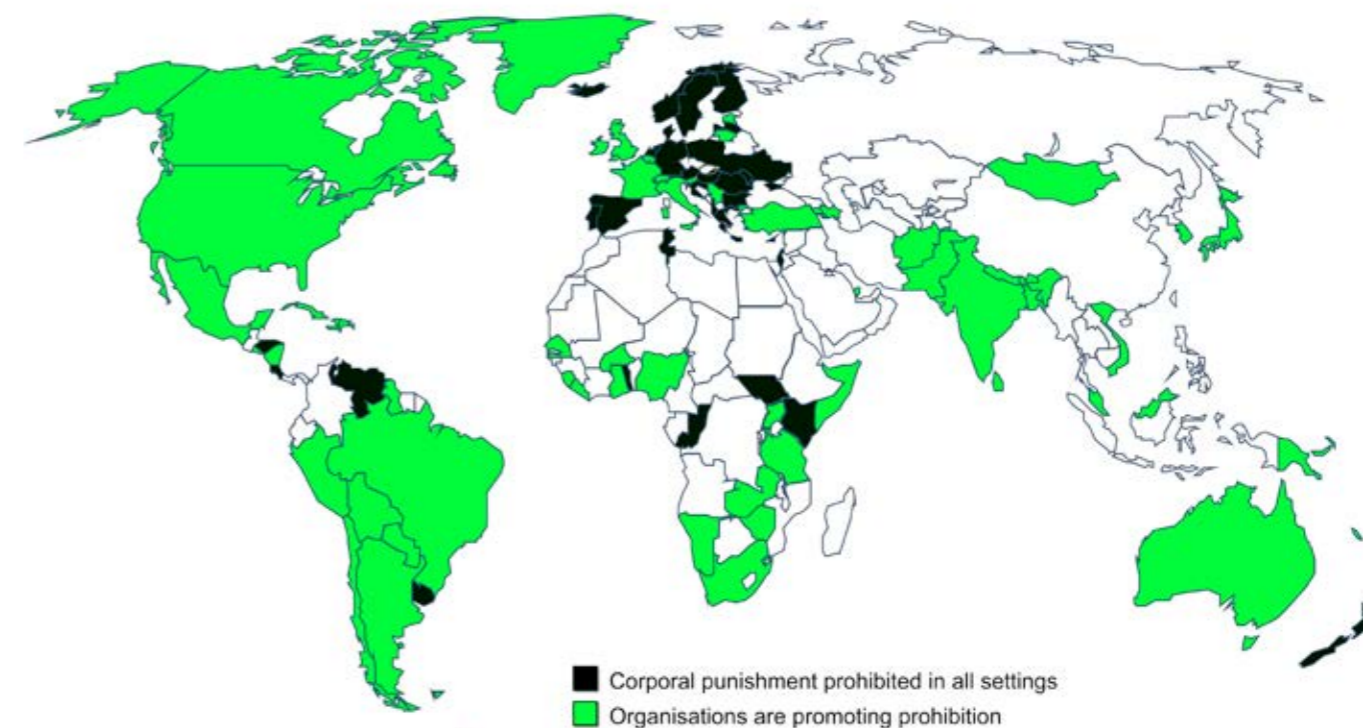 Corporal punishment prohibited in all settings
Organisations are promoting prohibition